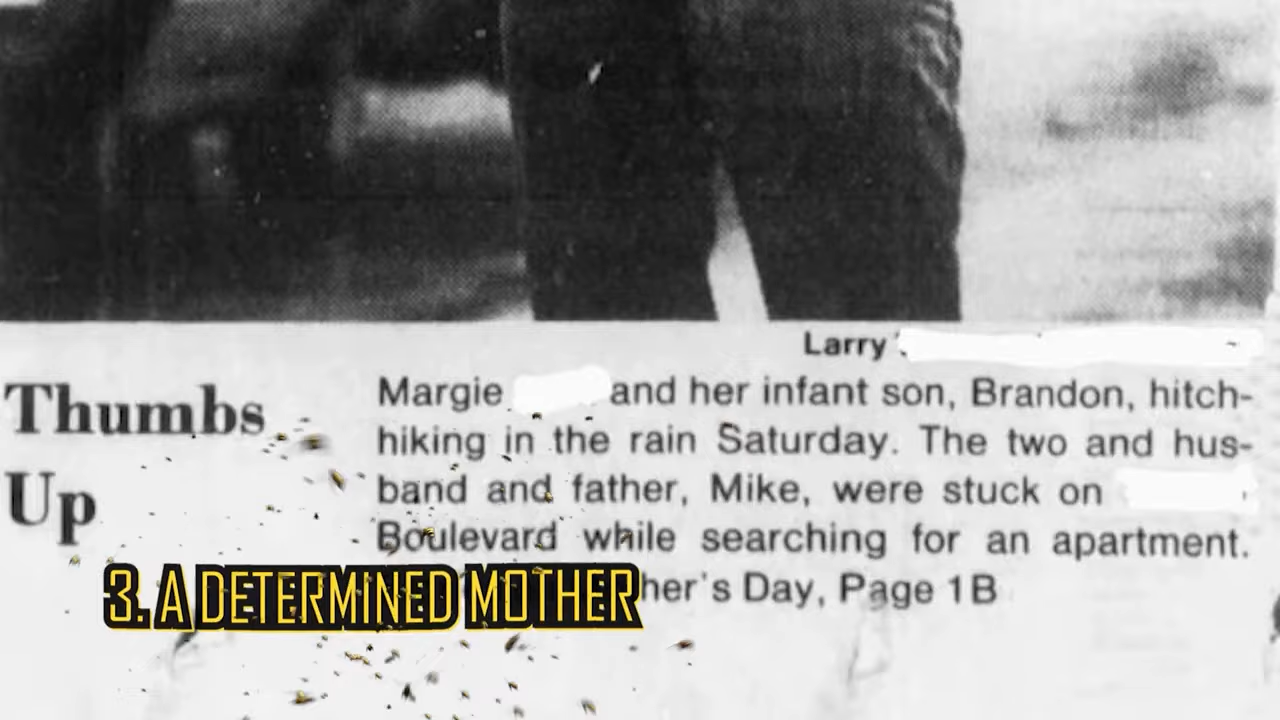 Larry
Thumbs
Up
Margie and her infant son, Brandon, hitch-
hiking in the rain Saturday. The two and hus-
band and father, Mike, were stuck on
Boulevard while searching for an apartment.
her's Day, Page 1B
3. A DETERMINED MOTHER